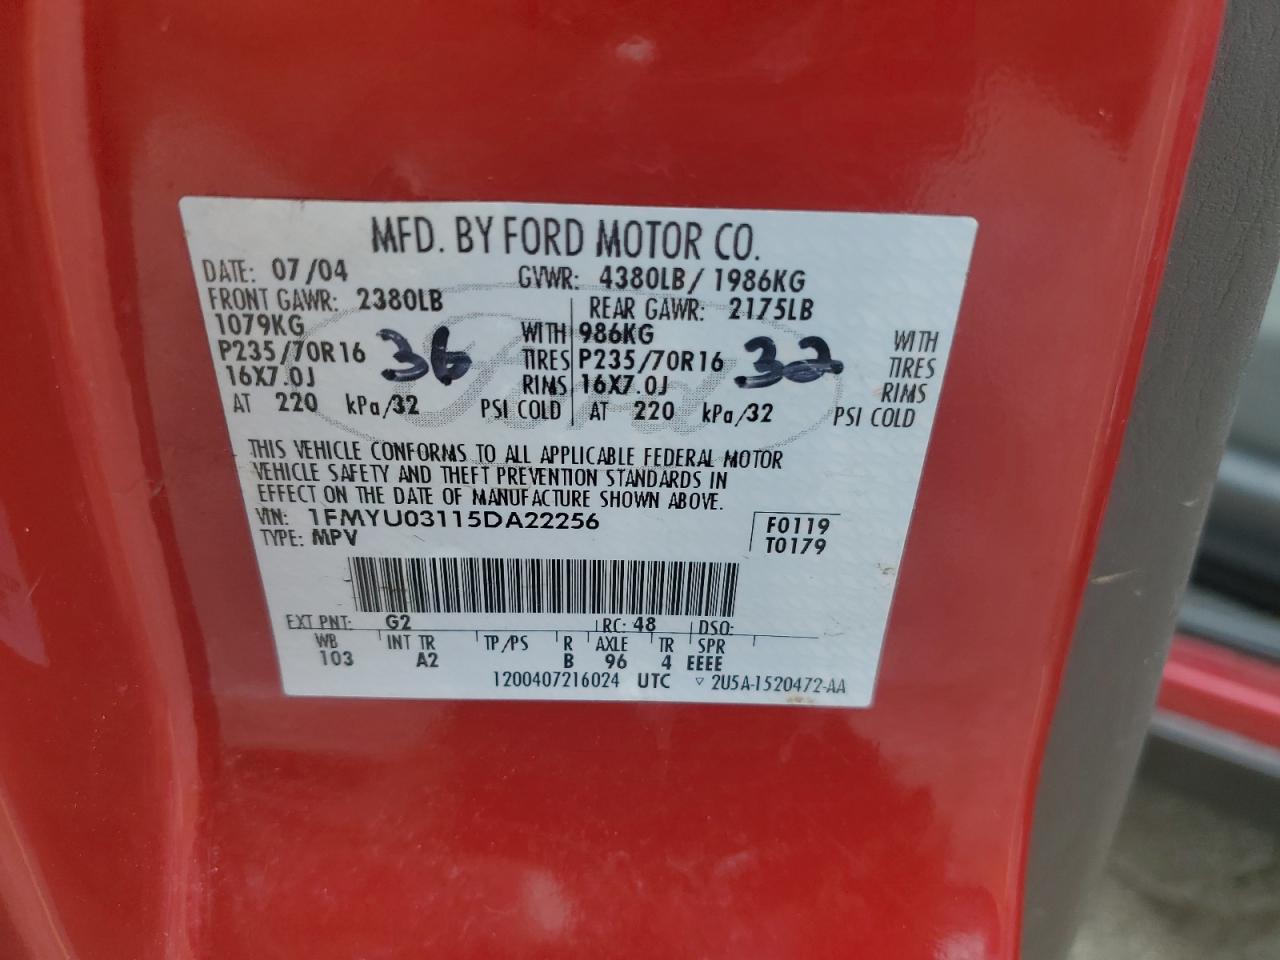 MFD. BY FORD MOTOR CO.
DATE: 07/04 GVWR: 4380LB/ 1986KG
FRONT GAWR: 2380LB REAR GAWR: 2175LB
1079KG WITH 986KG WITH
P235/70R16 36 TIRES P235/70R16 32 TIRES
16X7.0J RIMS 16X7.0J RIMS
AT 220 kPa/32 PSI COLD AT 220 kPa/32 PSI COLD
THIS VEHICLE CONFORMS TO ALL APPLICABLE FEDERAL MOTOR
VEHICLE SAFETY AND THEFT PREVENTION STANDARDS IN
EFFECT ON THE DATE OF MANUFACTURE SHOWN ABOVE.
VIN: 1FMYU03115DA22256 F0119
TYPE: MPV T0179
EXT PNT: G2 RC: 48 DSO:
WB INT TR TP/PS R AXLE TR SPR
103 A2 B 96 4 EEEE
1200407216024 UTC ▽ 2U5A-1520472-AA
Ford